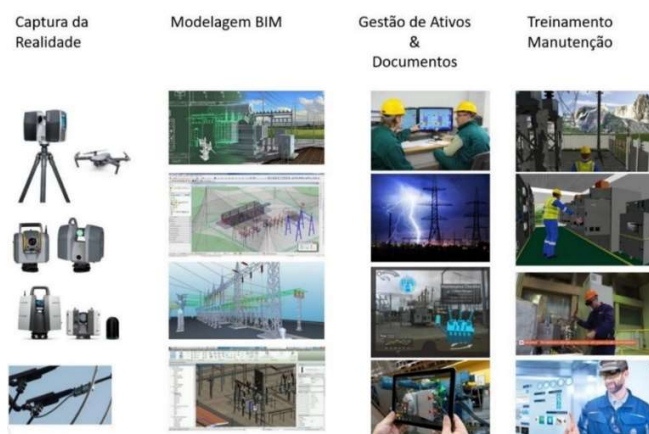 Captura da
Realidade
Modelagem BIM
Gestão de Ativos
&
Documentos
Treinamento
Manutenção